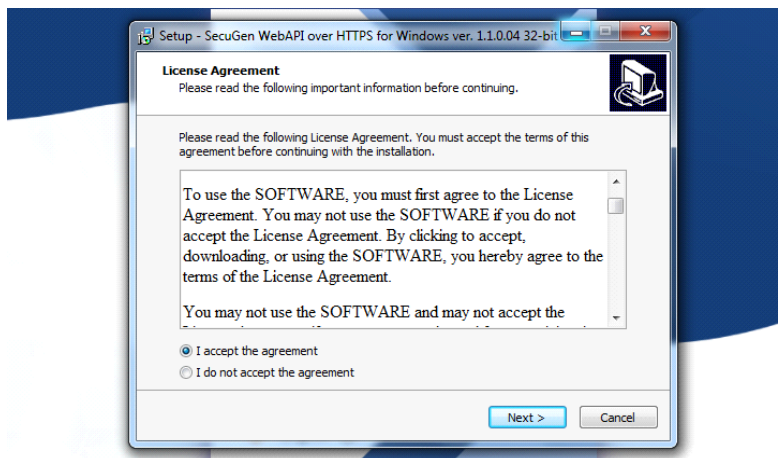 Setup - SecuGen WebAPI over HTTPS for Windows ver. 1.1.0.04 32-bit
License Agreement
Please read the following important information before continuing.
Please read the following License Agreement. You must accept the terms of this
agreement before continuing with the installation.
To use the SOFTWARE, you must first agree to the License
Agreement. You may not use the SOFTWARE if you do not
accept the License Agreement. By clicking to accept,
downloading, or using the SOFTWARE, you hereby agree to the
terms of the License Agreement.
You may not use the SOFTWARE and may not accept the
I accept the agreement
I do not accept the agreement
Next >
Cancel